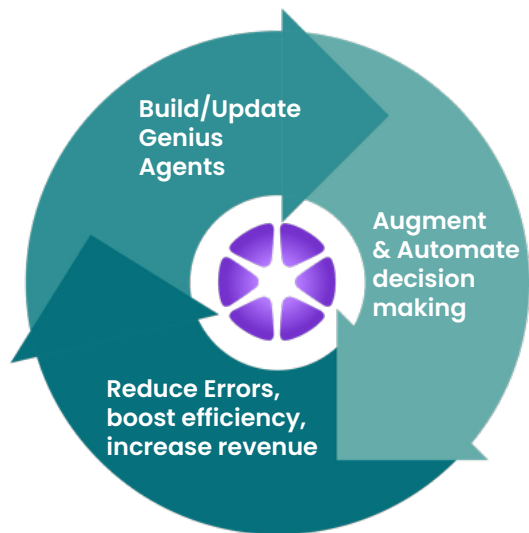 Build/Update
Genius
Agents
Augment
& Automate
decision
making
Reduce Errors,
boost efficiency,
increase revenue